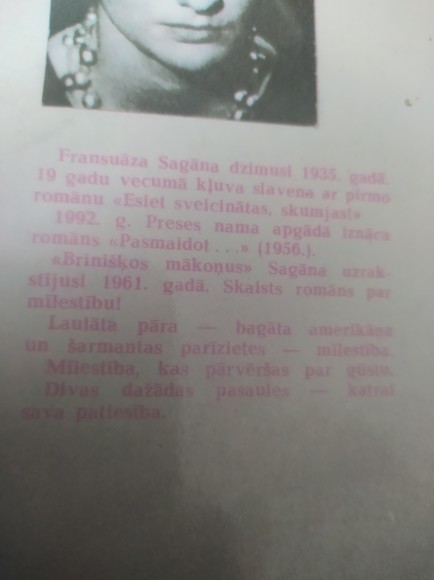 Fransuāza Sagāna dzimusi 1935. gadā.
19 gadu vecumā kļuva slavena ar pirmo
romānu «Esiet sveicinātas, skumjas!»
1992. g. Preses nama apgādā iznāca
romāns «Pasmaidot...» (1956.).
«Brīnišķos mākoņus» Sagāna uzrak-
stījusi 1961. gadā. Skaists romāns par
mīlestību!
Laulāta pāra — bagāta amerikāņa
un šarmantas parīzietes — mīlestība.
Mīlestība, kas pārvēršas par gūstu.
Divas dažādas pasaules — katrai
sava patiesība.